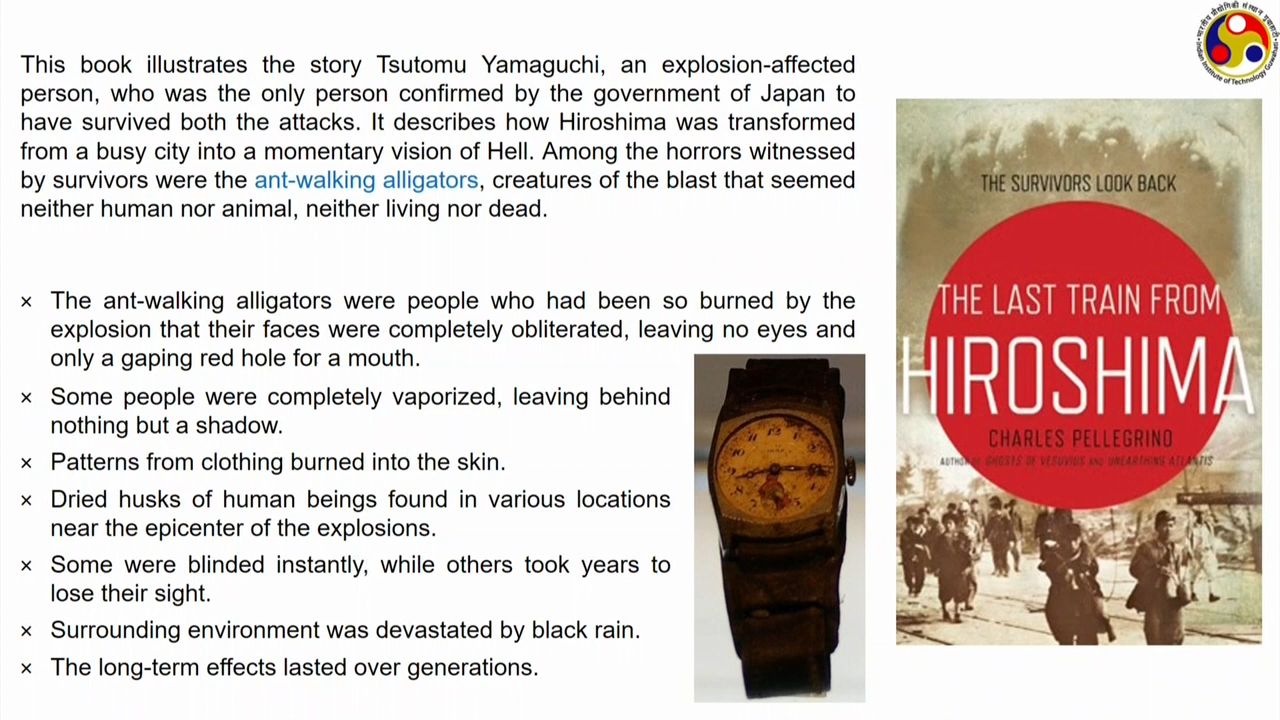 This book illustrates the story Tsutomu Yamaguchi, an explosion-affected
person, who was the only person confirmed by the government of Japan to
have survived both the attacks. It describes how Hiroshima was transformed
from a busy city into a momentary vision of Hell. Among the horrors witnessed
by survivors were the ant-walking alligators, creatures of the blast that seemed
neither human nor animal, neither living nor dead.
× The ant-walking alligators were people who had been so burned by the
explosion that their faces were completely obliterated, leaving no eyes and
only a gaping red hole for a mouth.
× Some people were completely vaporized, leaving behind
nothing but a shadow.
× Patterns from clothing burned into the skin.
× Dried husks of human beings found in various locations
near the epicenter of the explosions.
× Some were blinded instantly, while others took years to
lose their sight.
× Surrounding environment was devastated by black rain.
× The long-term effects lasted over generations.
भारतीय प्रौद्योगिकी संस्थान गुवाहाटी
Indian Institute of Technology Guwahati
THE SURVIVORS LOOK BACK
THE LAST TRAIN FROM
HIROSHIMA
CHARLES PELLEGRINO
AUTHOR OF GHOSTS OF VESUVIUS AND UNEARTHING ATLANTIS